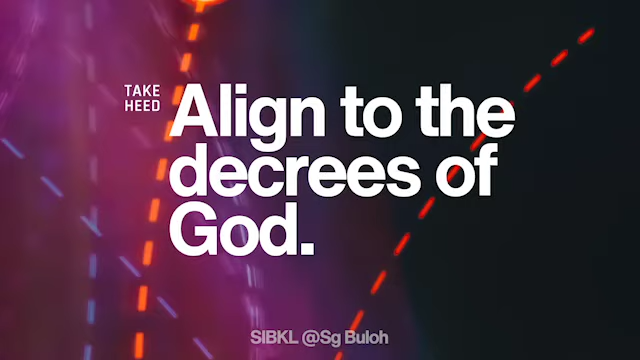 TAKE
HEED
Align to the
decrees of
God.
SIBKL @Sg Buloh